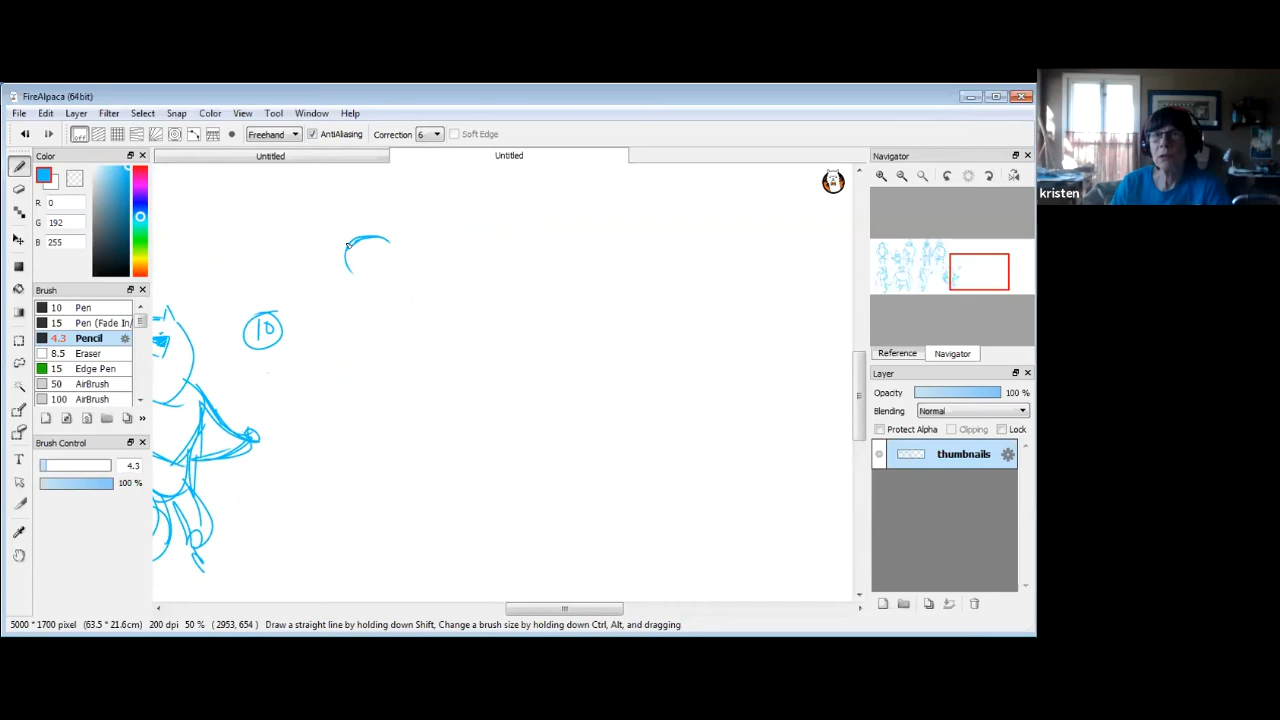 FireAlpaca (64bit)
File Edit Layer Filter Select Snap Color View Tool Window Help
off Freehand AntiAliasing Correction 6 Soft Edge
Color
Untitled
Untitled
Navigator
R 0
G 192
B 255
kristen
Brush
10 Pen
15 Pen (Fade In/
4.3 Pencil
8.5 Eraser
15 Edge Pen
50 AirBrush
100 AirBrush
Brush Control
4.3
100 %
10
Reference Navigator
Layer
Opacity 100 %
Blending Normal
Protect Alpha Clipping Lock
thumbnails
5000 * 1700 pixel (63.5 * 21.6cm) 200 dpi 50 % ( 2953, 654 ) Draw a straight line by holding down Shift, Change a brush size by holding down Ctrl, Alt, and dragging